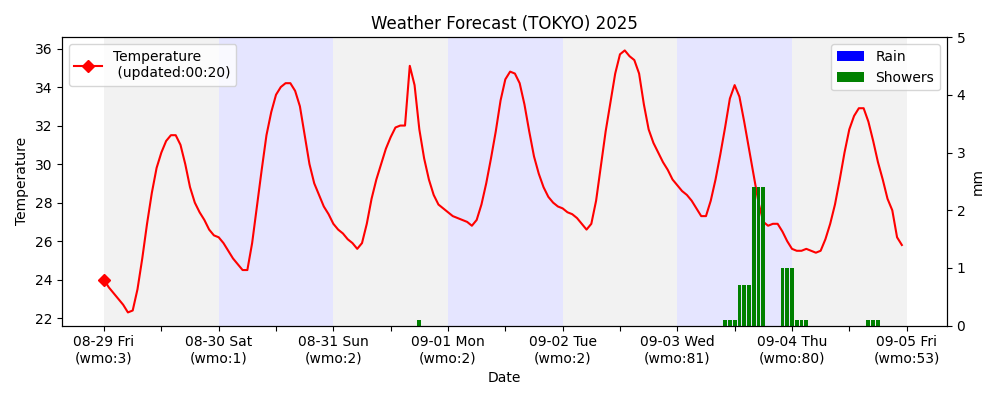 Weather Forecast (TOKYO) 2025
Temperature
(updated:00:20)
Rain
Showers
36
34
32
30
28
26
24
22
Temperature
5
4
3
2
1
0
mm
08-29 Fri
(wmo:3)
08-30 Sat
(wmo:1)
08-31 Sun
(wmo:2)
09-01 Mon
(wmo:2)
09-02 Tue
(wmo:2)
09-03 Wed
(wmo:81)
09-04 Thu
(wmo:80)
09-05 Fri
(wmo:53)
Date